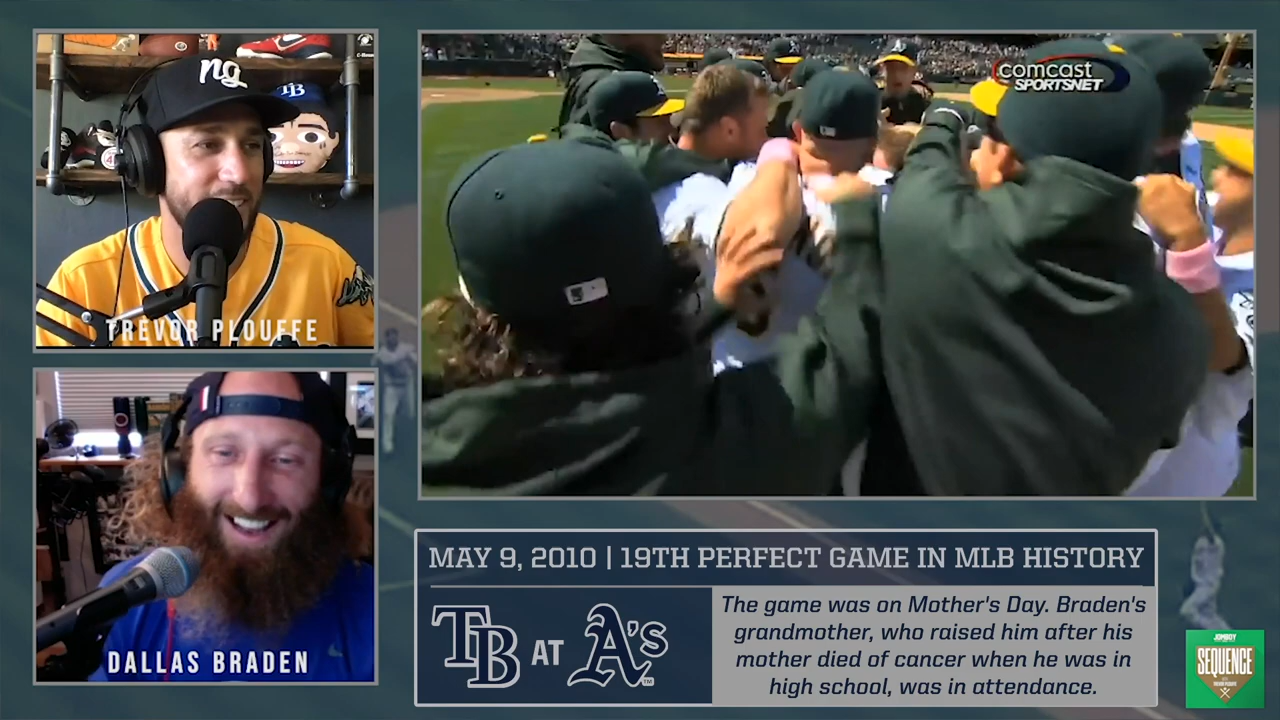 ng
TB
TREVOR PLOUFFE
DALLAS BRADEN
comcast
SPORTSNET
MAY 9, 2010 | 19TH PERFECT GAME IN MLB HISTORY
TB AT A's
TM
The game was on Mother's Day. Braden's
grandmother, who raised him after his
mother died of cancer when he was in
high school, was in attendance.
JOMBOY
SEQUENCE